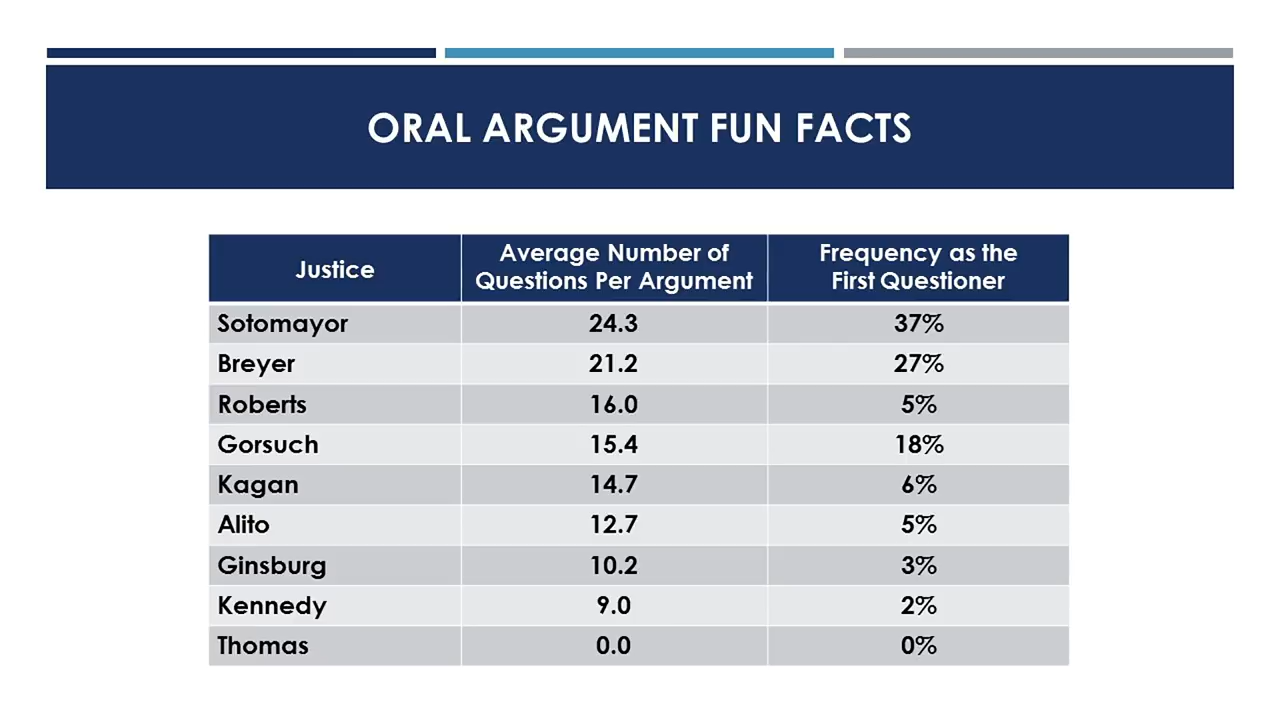 ORAL ARGUMENT FUN FACTS
Justice
Average Number of
Questions Per Argument
Frequency as the
First Questioner
Sotomayor 24.3 37%
Breyer 21.2 27%
Roberts 16.0 5%
Gorsuch 15.4 18%
Kagan 14.7 6%
Alito 12.7 5%
Ginsburg 10.2 3%
Kennedy 9.0 2%
Thomas 0.0 0%